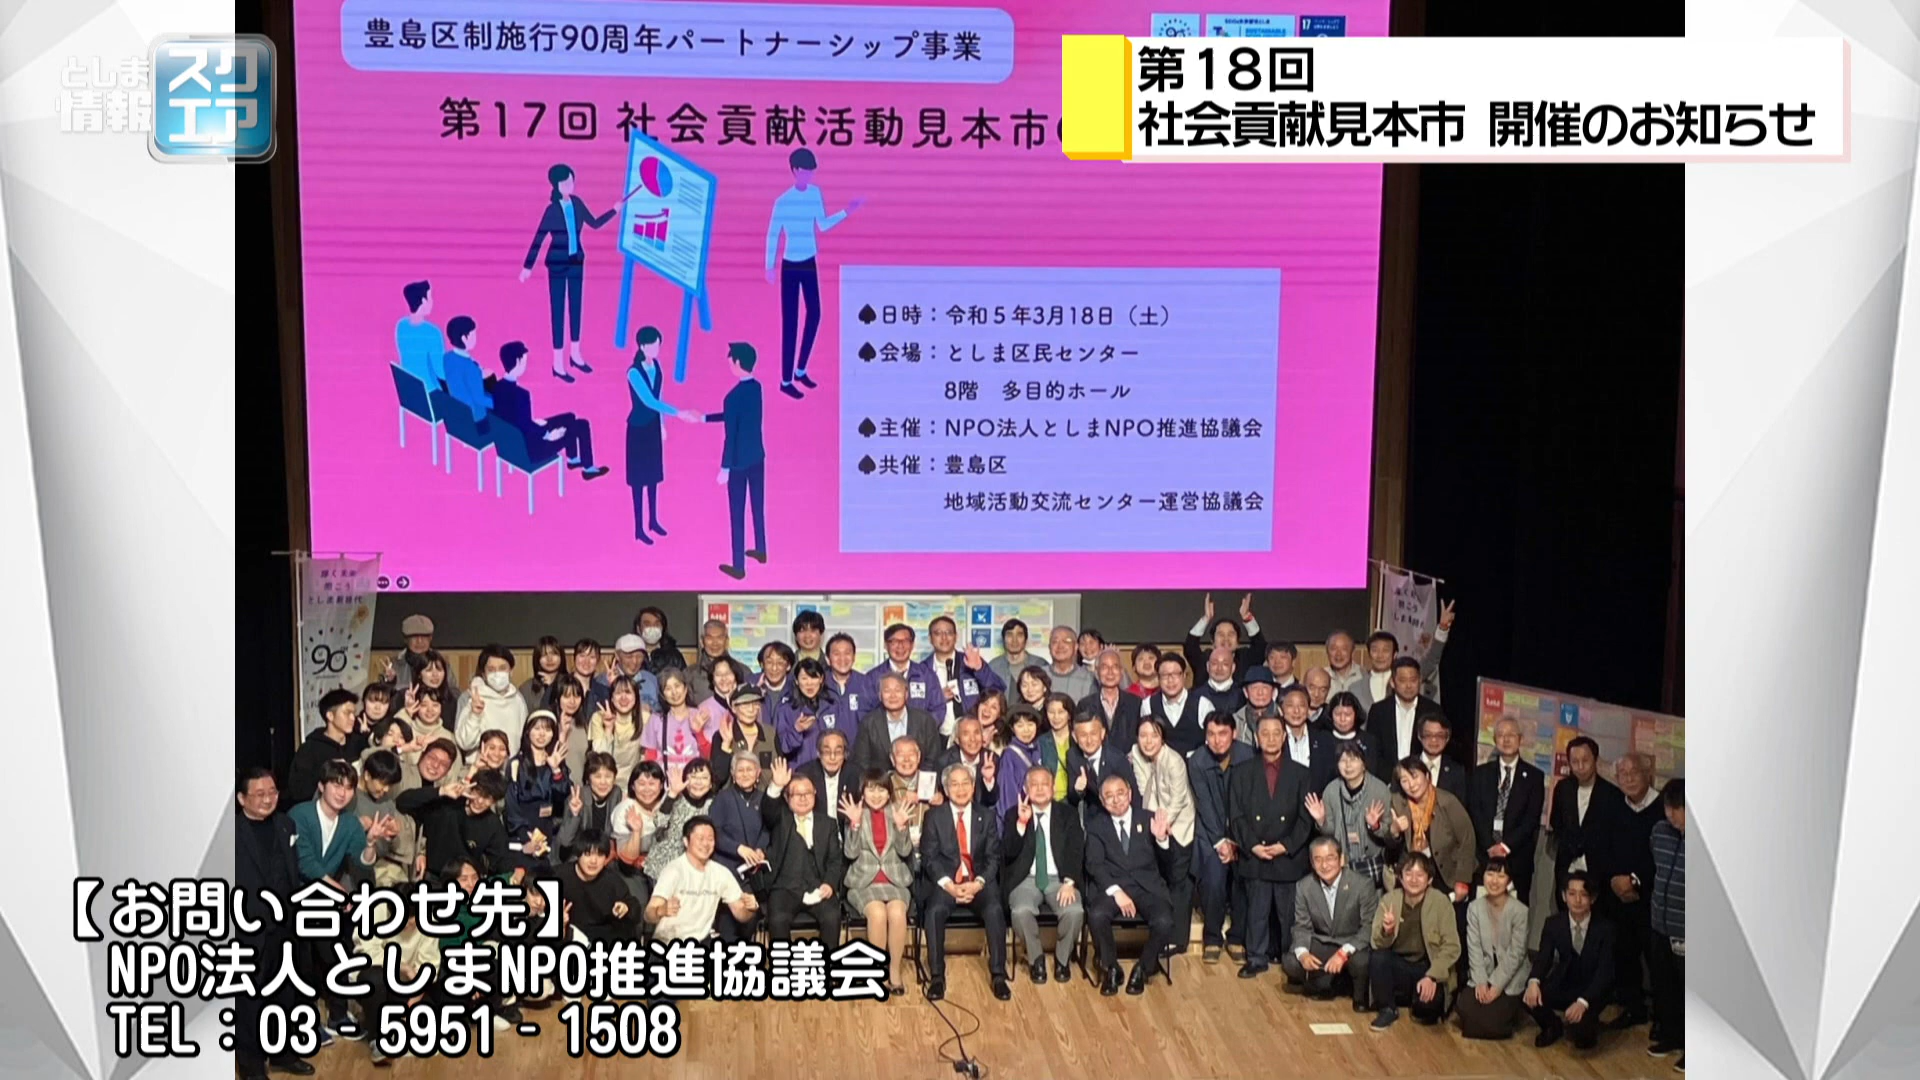 としま
情報
スク
エア
豊島区制施行90周年パートナーシップ事業
17
第18回
社会貢献見本市 開催のお知らせ
第17回 社会貢献活動見本市
♠日時：令和５年3月18日（土）
♠会場：としま区民センター
8階 多目的ホール
♠主催：NPO法人としまNPO推進協議会
♠共催：豊島区
地域活動交流センター運営協議会
90
【お問い合わせ先】
NPO法人としまNPO推進協議会
TEL：03‐5951‐1508